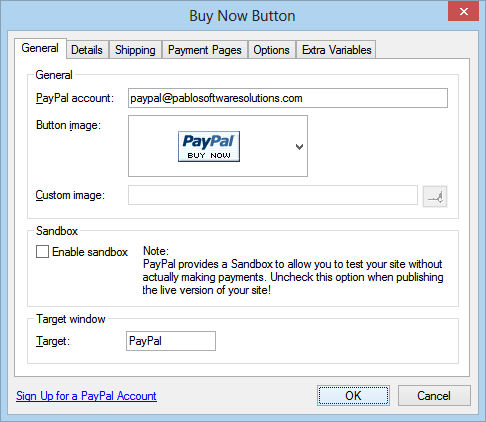 Buy Now Button
General Details Shipping Payment Pages Options Extra Variables
General
PayPal account: paypal@pablosoftwaresolutions.com
Button image:
PayPal
BUY NOW
Custom image:
Sandbox
Enable sandbox Note:
PayPal provides a Sandbox to allow you to test your site without
actually making payments. Uncheck this option when publishing
the live version of your site!
Target window
Target: PayPal
Sign Up for a PayPal Account OK Cancel